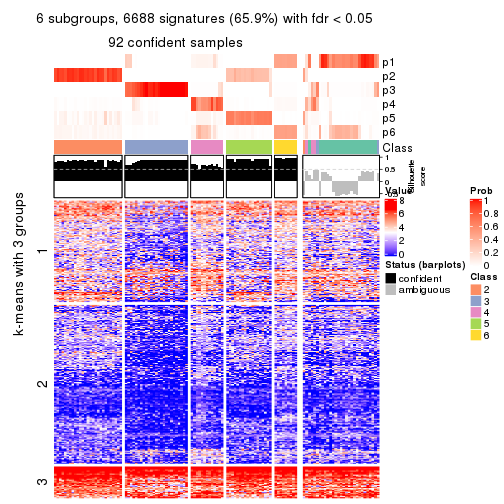 6 subgroups, 6688 signatures (65.9%) with fdr < 0.05
92 confident samples
p1
p2
p3
p4
p5
p6
Class
1
0.5
0
-0.5
Silhouette
score
k-means with 3 groups
1
2
3
Value
8
6
4
2
0
Status (barplots)
confident
ambiguous
Prob
1
0.8
0.6
0.4
0.2
0
Class
2
3
4
5
6